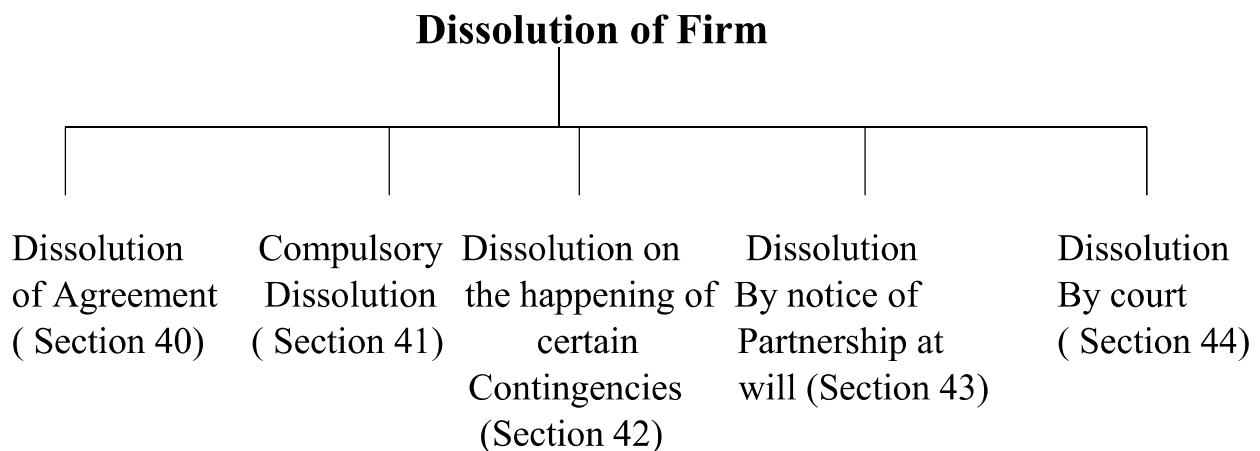 Dissolution of Firm
Dissolution
of Agreement
( Section 40)
Compulsory
Dissolution
( Section 41)
Dissolution on
the happening of
certain
Contingencies
(Section 42)
Dissolution
By notice of
Partnership at
will (Section 43)
Dissolution
By court
( Section 44)